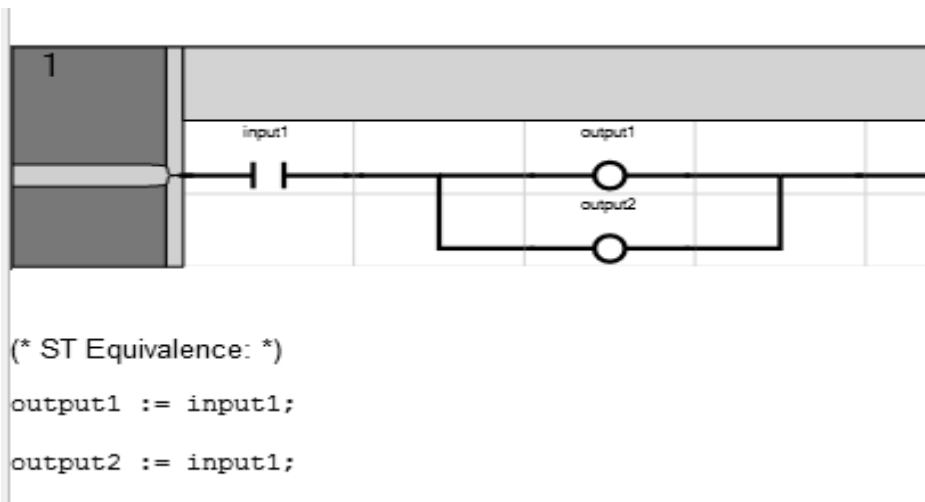 1
input1
output1
output2
(* ST Equivalence: *)
output1 := input1;
output2 := input1;